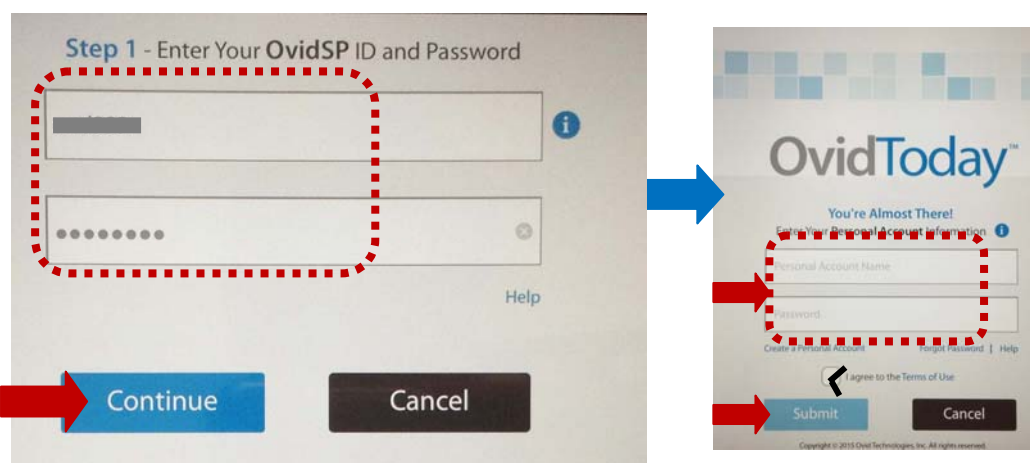 Step 1 - Enter Your OvidSP ID and Password
Help
Continue
Cancel
OvidToday™
You're Almost There!
Enter Your Personal Account Information
Personal Account Name
Password
Create a Personal Account
Forgot Password | Help
I agree to the Terms of Use
Submit
Cancel
Copyright © 2015 Ovid Technologies, Inc. All rights reserved.